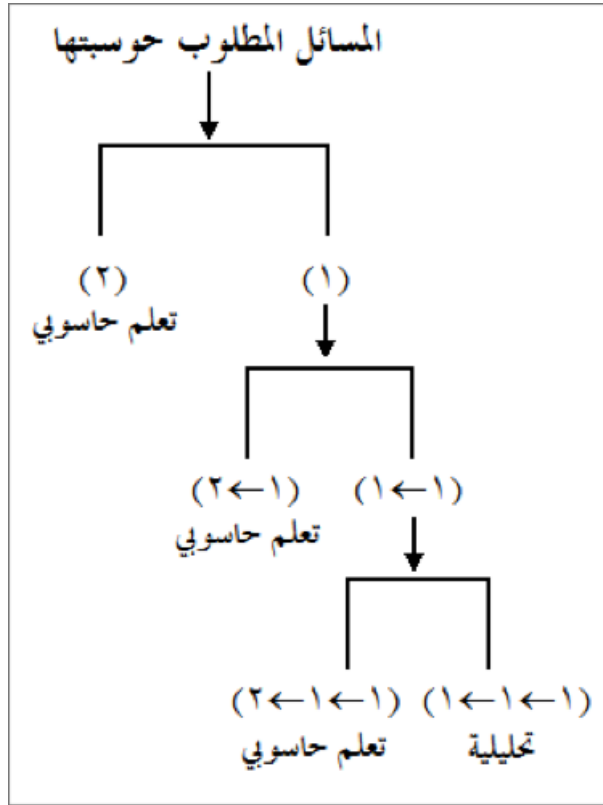 المسائل المطلوب حوسبتها
(١) (٢)
تعلم حاسوبي
(١←١) (١←٢)
تعلم حاسوبي
(١←١←١) (١←١←٢)
تحليلية تعلم حاسوبي